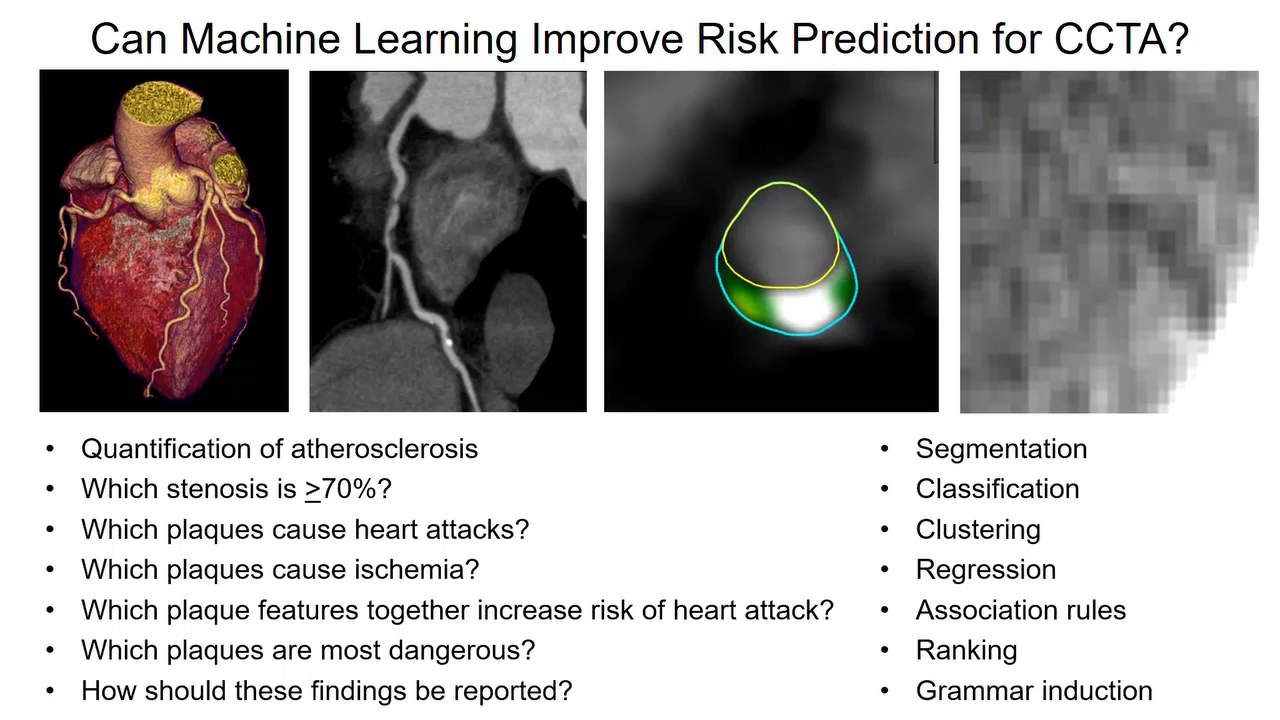 Can Machine Learning Improve Risk Prediction for CCTA?
• Quantification of atherosclerosis
• Which stenosis is ≥70%?
• Which plaques cause heart attacks?
• Which plaques cause ischemia?
• Which plaque features together increase risk of heart attack?
• Which plaques are most dangerous?
• How should these findings be reported?
• Segmentation
• Classification
• Clustering
• Regression
• Association rules
• Ranking
• Grammar induction